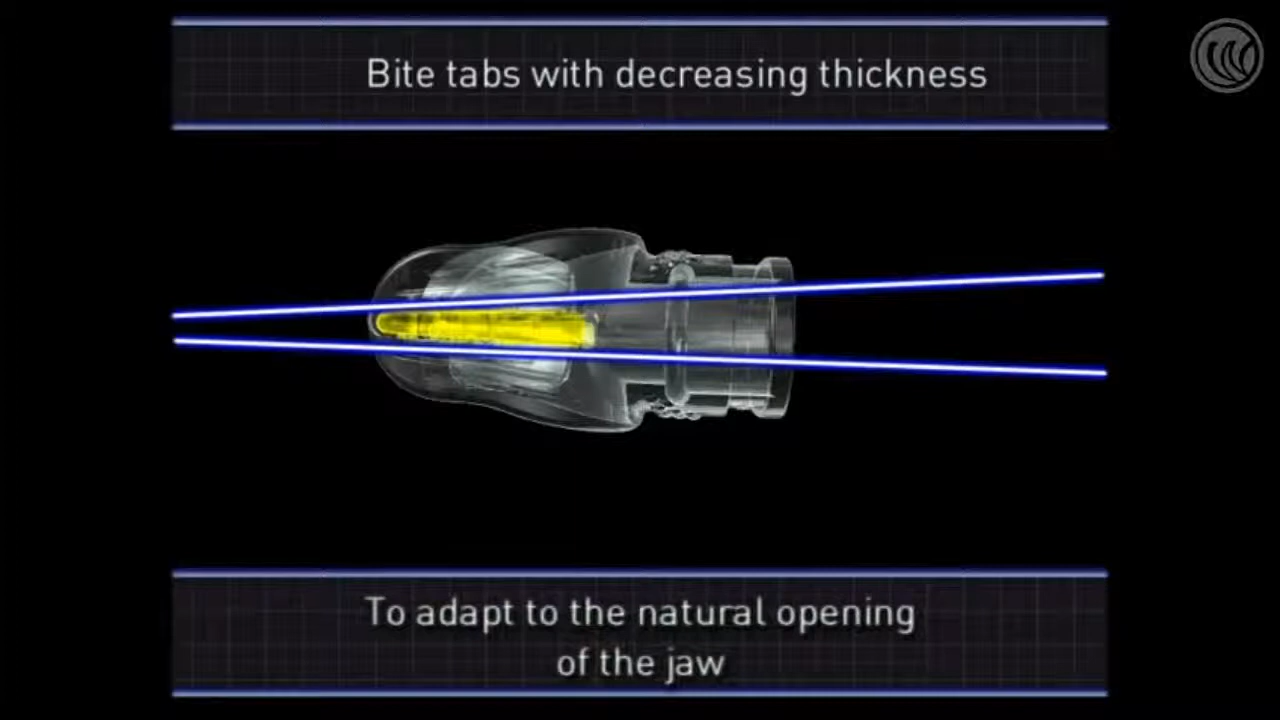 Bite tabs with decreasing thickness
To adapt to the natural opening
of the jaw